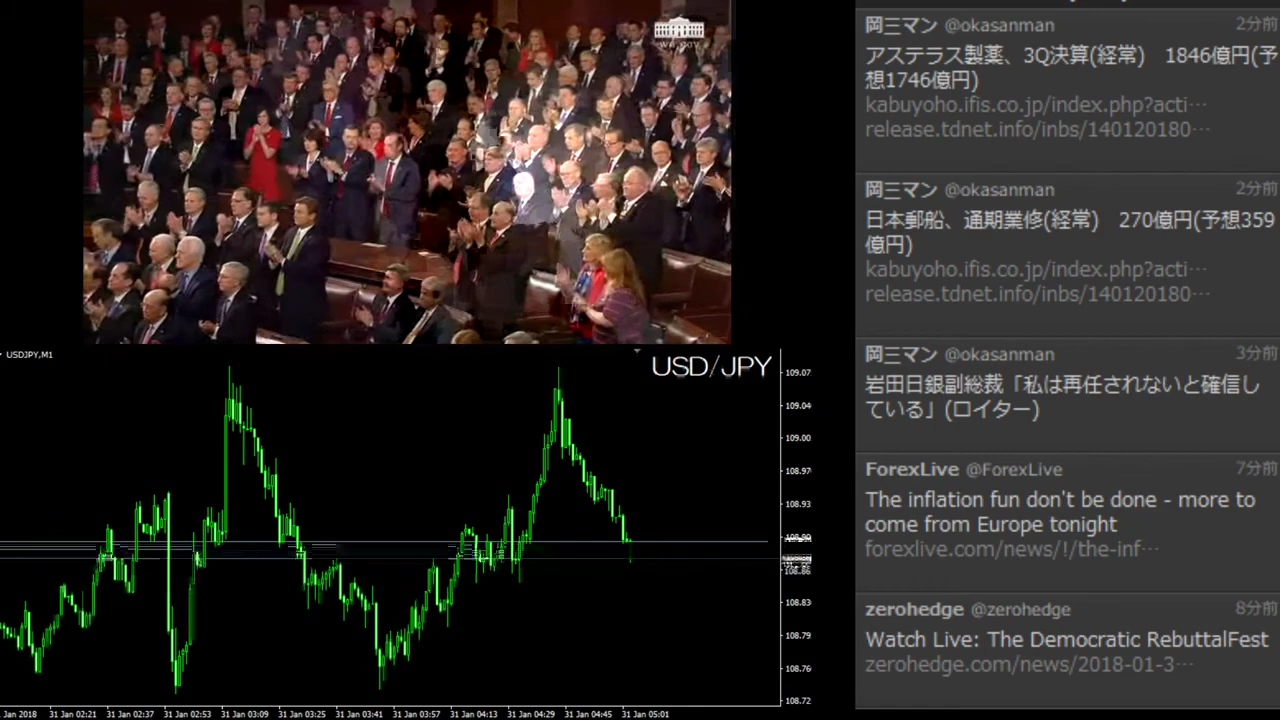 wh.gov
USDJPY,M1
USD/JPY
109.07
109.04
109.00
108.97
108.93
108.90
108.86
108.83
108.79
108.76
108.72
Jan 2018
31 Jan 02:21
31 Jan 02:37
31 Jan 02:53
31 Jan 03:09
31 Jan 03:25
31 Jan 03:41
31 Jan 03:57
31 Jan 04:13
31 Jan 04:29
31 Jan 04:45
31 Jan 05:01
岡三マン @okasanman 2分前
アステラス製薬、3Q決算(経常) 1846億円(予
想1746億円)
kabuyoho.ifis.co.jp/index.php?acti…
release.tdnet.info/inbs/140120180…
岡三マン @okasanman 2分前
日本郵船、通期業修(経常) 270億円(予想359
億円)
kabuyoho.ifis.co.jp/index.php?acti…
release.tdnet.info/inbs/140120180…
岡三マン @okasanman 3分前
岩田日銀副総裁「私は再任されないと確信し
ている」(ロイター)
ForexLive @ForexLive 7分前
The inflation fun don't be done - more to
come from Europe tonight
forexlive.com/news/!/the-inf…
zerohedge @zerohedge 8分前
Watch Live: The Democratic RebuttalFest
zerohedge.com/news/2018-01-3…